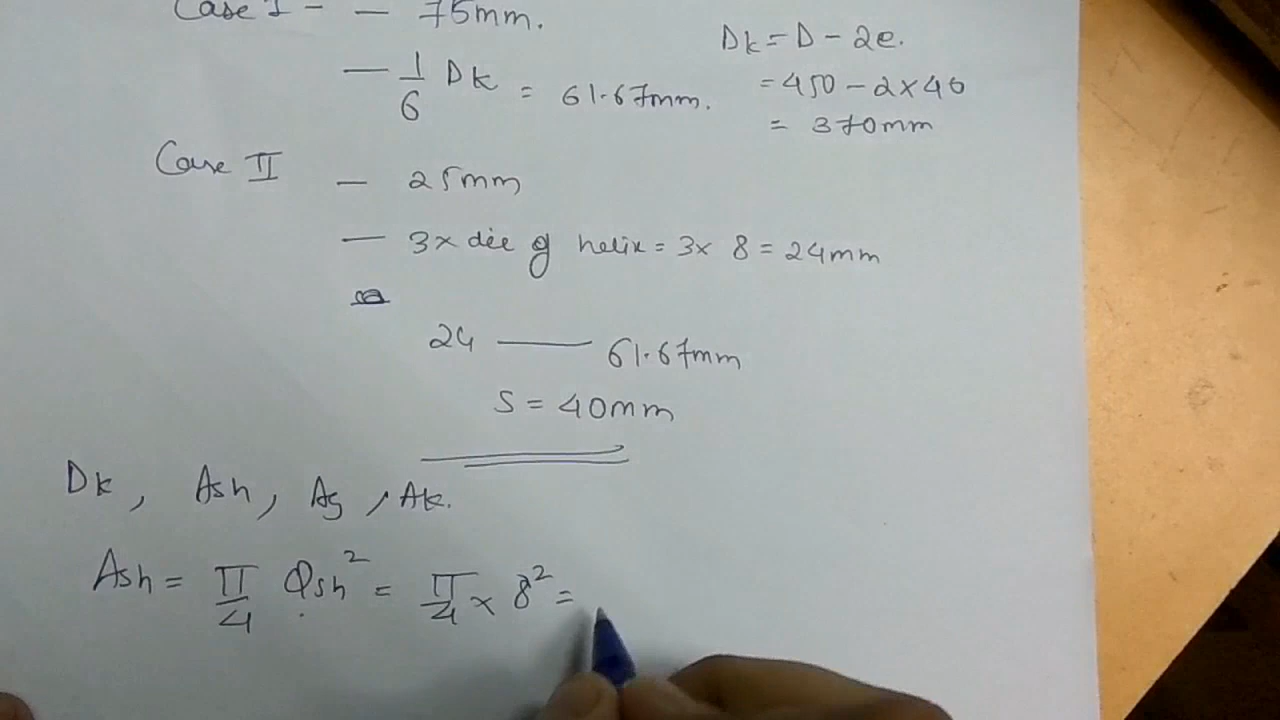 Case I - — 75mm.
— 1/6 Dk = 61.67mm.
Dk = D - 2e.
= 450 - 2x40
= 370mm
Case II — 25mm
— 3x die of helix = 3x 8 = 24mm
24 — 61.67mm
S = 40mm
Dk, Ash, Ag, Ak.
Ash = π/4 Φsh² = π/4 x 8² =